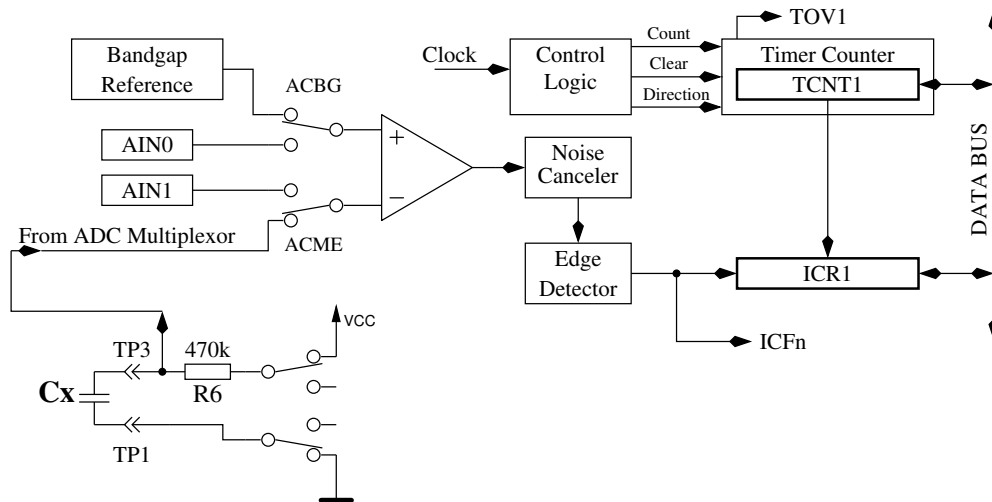 TOV1
Bandgap
Reference
ACBG
Clock
Control
Logic
Count
Clear
Direction
Timer Counter
TCNT1
AIN0
AIN1
+
−
Noise
Canceler
DATA BUS
From ADC Multiplexor
ACME
Edge
Detector
ICR1
ICFn
VCC
TP3
470k
R6
Cx
TP1